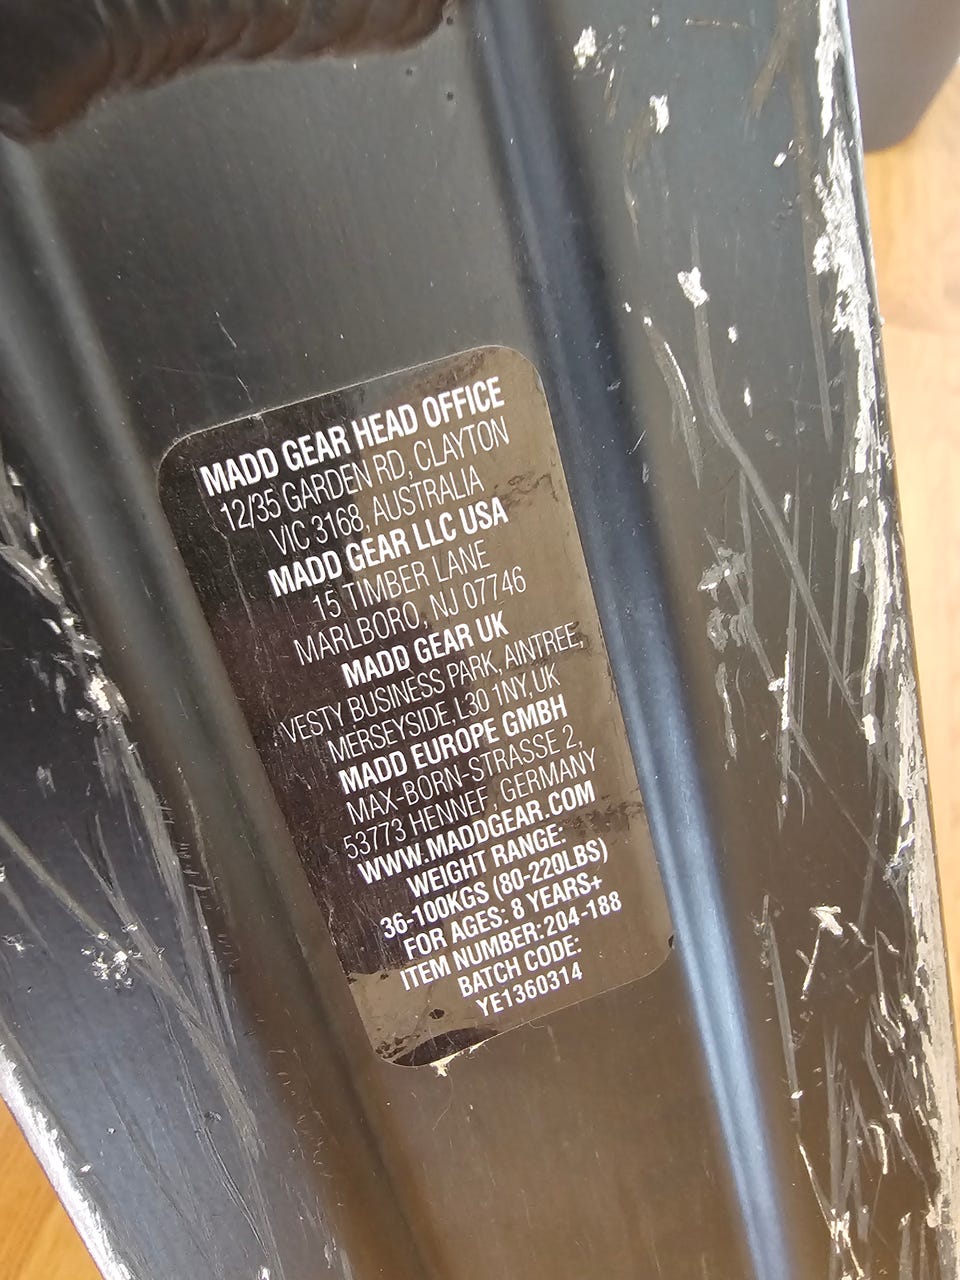 MADD GEAR HEAD OFFICE
12/35 GARDEN RD, CLAYTON
VIC 3168, AUSTRALIA
MADD GEAR LLC USA
15 TIMBER LANE
MARLBORO, NJ 07746
MADD GEAR UK
VESTY BUSINESS PARK, AINTREE,
MERSEYSIDE, L30 1NY, UK
MADD EUROPE GMBH
MAX-BORN-STRASSE 2,
53773 HENNEF, GERMANY
WWW.MADDGEAR.COM
WEIGHT RANGE:
36-100KGS (80-220LBS)
FOR AGES: 8 YEARS+
ITEM NUMBER:204-188
BATCH CODE:
YE1360314